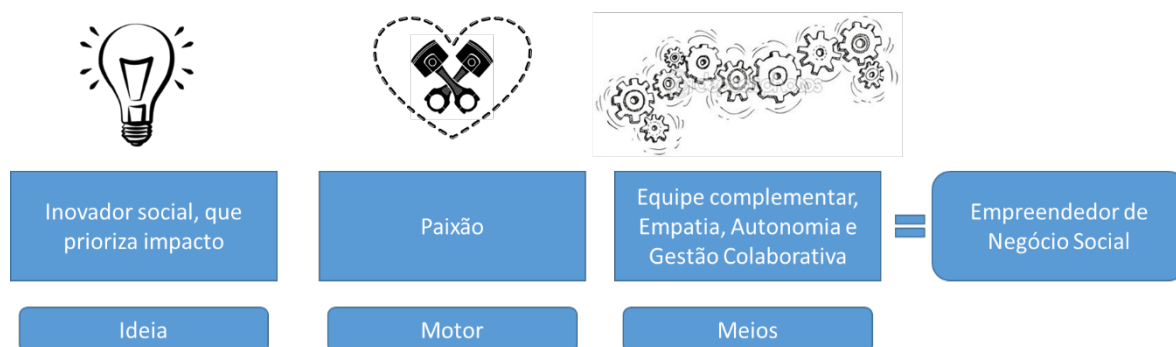 Inovador social, que
prioriza impacto
Paixão
Equipe complementar,
Empatia, Autonomia e
Gestão Colaborativa
Empreendedor de
Negócio Social
Ideia
Motor
Meios